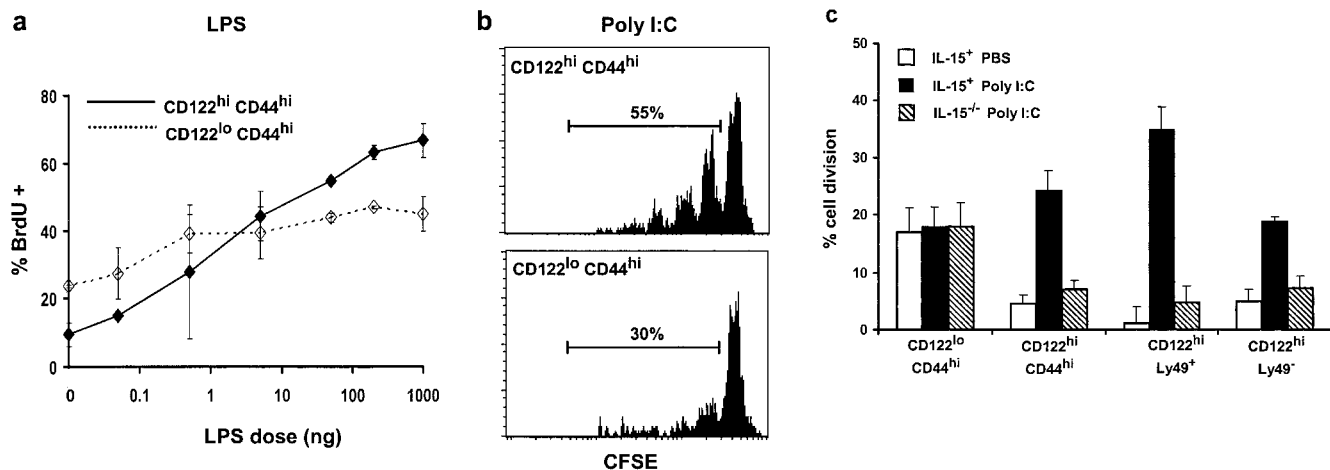 a
LPS
CD122hi CD44hi
CD122lo CD44hi
80
60
40
20
0
% BrdU +
0 0.1 1 10 100 1000
LPS dose (ng)
b
Poly I:C
CD122hi CD44hi
55%
CD122lo CD44hi
30%
CFSE
c
IL-15+ PBS
IL-15+ Poly I:C
IL-15-/- Poly I:C
50
40
30
20
10
0
% cell division
CD122lo CD122hi CD122hi CD122hi
CD44hi CD44hi Ly49+ Ly49-